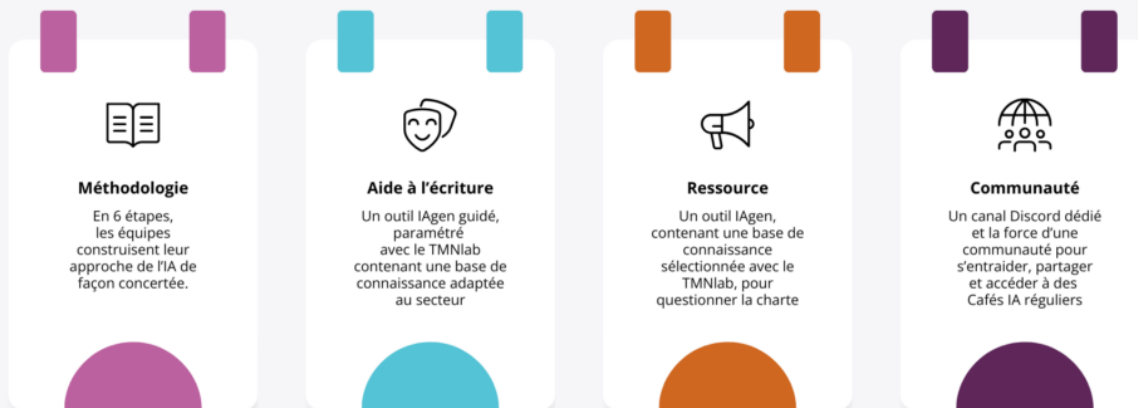 Méthodologie
En 6 étapes,
les équipes
construisent leur
approche de l'IA de
façon concertée.
Aide à l'écriture
Un outil IAgen guidé,
paramétré
avec le TMNlab
contenant une base de
connaissance adaptée
au secteur
Ressource
Un outil IAgen,
contenant une base de
connaissance
sélectionnée avec le
TMNlab, pour
questionner la charte
Communauté
Un canal Discord dédié
et la force d'une
communauté pour
s'entraider, partager
et accéder à des
Cafés IA réguliers